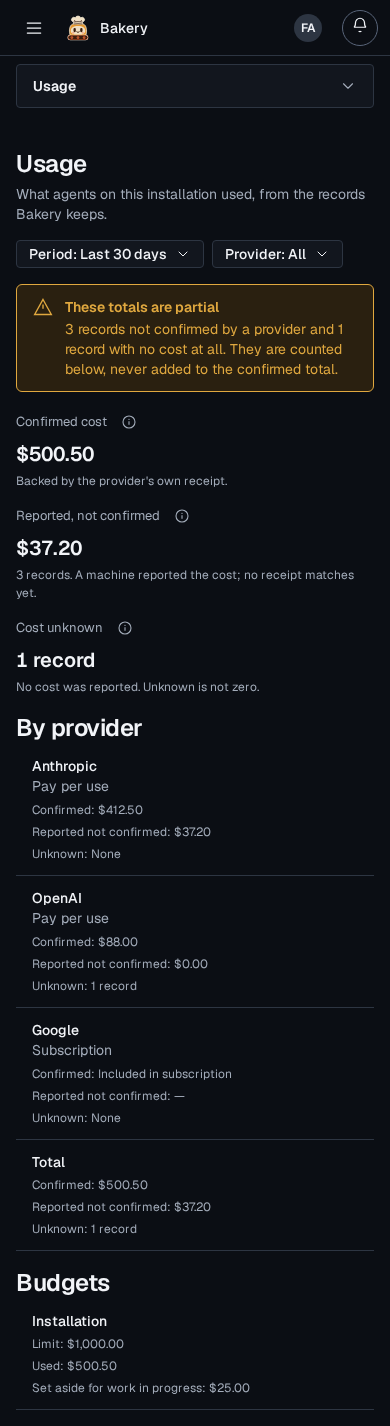 Bakery
FA
Usage
Usage
What agents on this installation used, from the records
Bakery keeps.
Period: Last 30 days
Provider: All
These totals are partial
3 records not confirmed by a provider and 1
record with no cost at all. They are counted
below, never added to the confirmed total.
Confirmed cost
$500.50
Backed by the provider's own receipt.
Reported, not confirmed
$37.20
3 records. A machine reported the cost; no receipt matches
yet.
Cost unknown
1 record
No cost was reported. Unknown is not zero.
By provider
Anthropic
Pay per use
Confirmed: $412.50
Reported not confirmed: $37.20
Unknown: None
OpenAI
Pay per use
Confirmed: $88.00
Reported not confirmed: $0.00
Unknown: 1 record
Google
Subscription
Confirmed: Included in subscription
Reported not confirmed: —
Unknown: None
Total
Confirmed: $500.50
Reported not confirmed: $37.20
Unknown: 1 record
Budgets
Installation
Limit: $1,000.00
Used: $500.50
Set aside for work in progress: $25.00